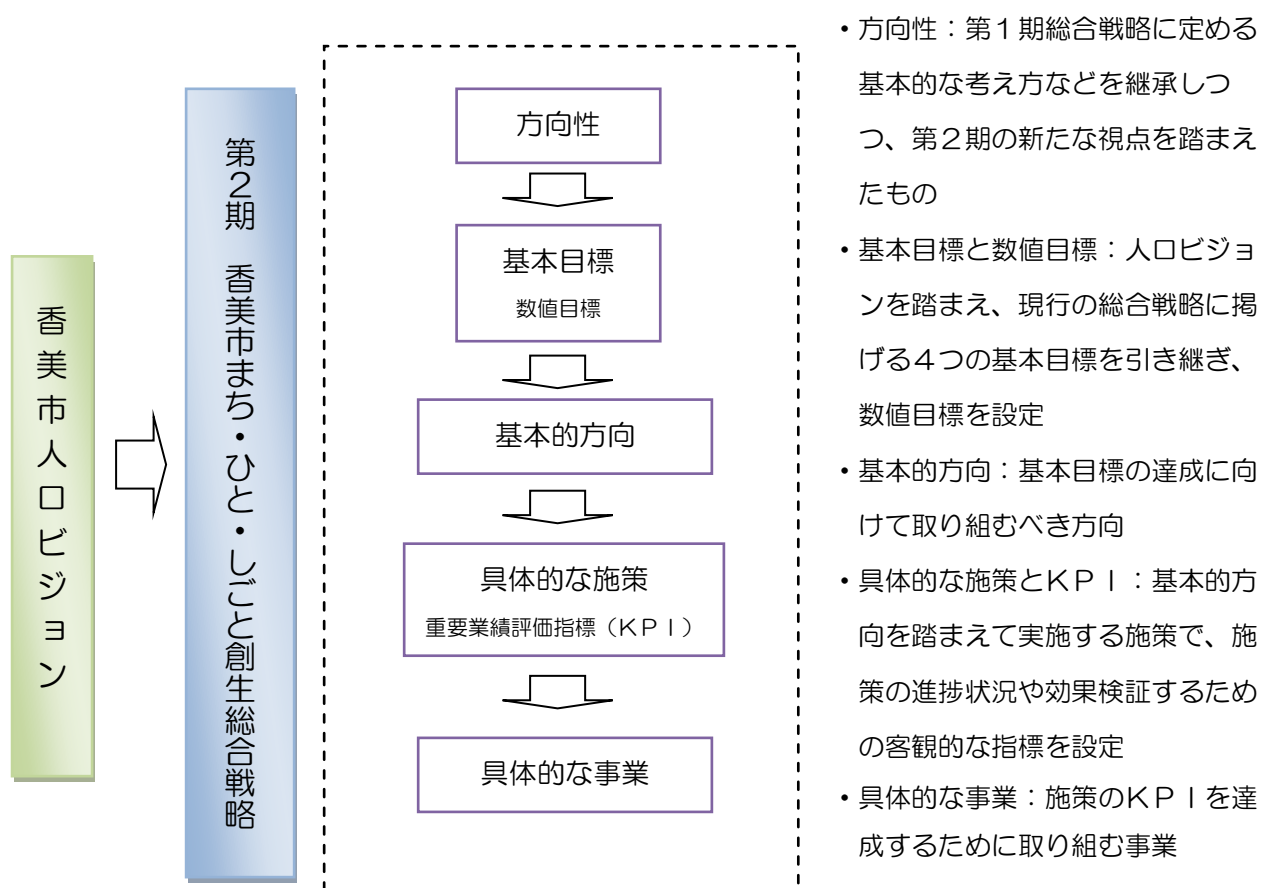 香美市人口ビジョン
第2期　香美市まち・ひと・しごと創生総合戦略
方向性
基本目標
数値目標
基本的方向
具体的な施策
重要業績評価指標（KPI）
具体的な事業
・方向性：第1期総合戦略に定める
基本的な考え方などを継承しつ
つ、第2期の新たな視点を踏まえ
たもの
・基本目標と数値目標：人口ビジョ
ンを踏まえ、現行の総合戦略に掲
げる4つの基本目標を引き継ぎ、
数値目標を設定
・基本的方向：基本目標の達成に向
けて取り組むべき方向
・具体的な施策とKPI：基本的方
向を踏まえて実施する施策で、施
策の進捗状況や効果検証するため
の客観的な指標を設定
・具体的な事業：施策のKPIを達
成するために取り組む事業